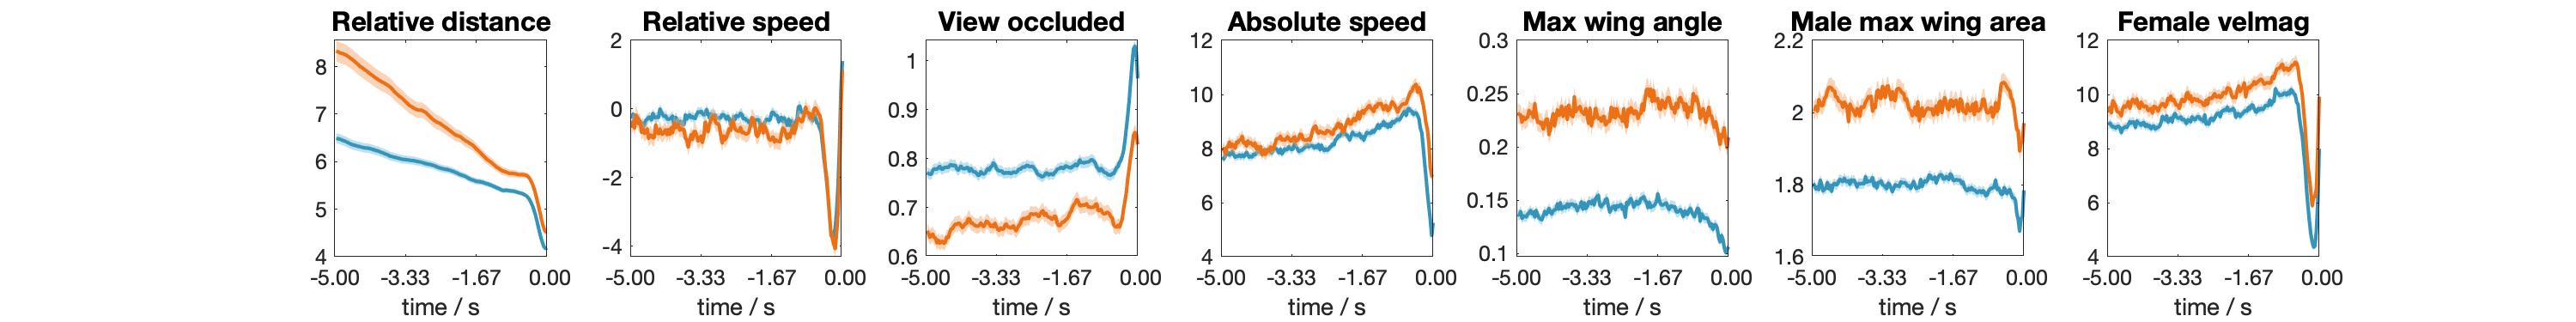 Relative distance
8
7
6
5
4
-5.00 -3.33 -1.67 0.00
time / s
Relative speed
2
0
-2
-4
-5.00 -3.33 -1.67 0.00
time / s
View occluded
1
0.9
0.8
0.7
0.6
-5.00 -3.33 -1.67 0.00
time / s
Absolute speed
12
10
8
6
4
-5.00 -3.33 -1.67 0.00
time / s
Max wing angle
0.3
0.25
0.2
0.15
0.1
-5.00 -3.33 -1.67 0.00
time / s
Male max wing area
2.2
2
1.8
1.6
-5.00 -3.33 -1.67 0.00
time / s
Female velmag
12
10
8
6
4
-5.00 -3.33 -1.67 0.00
time / s